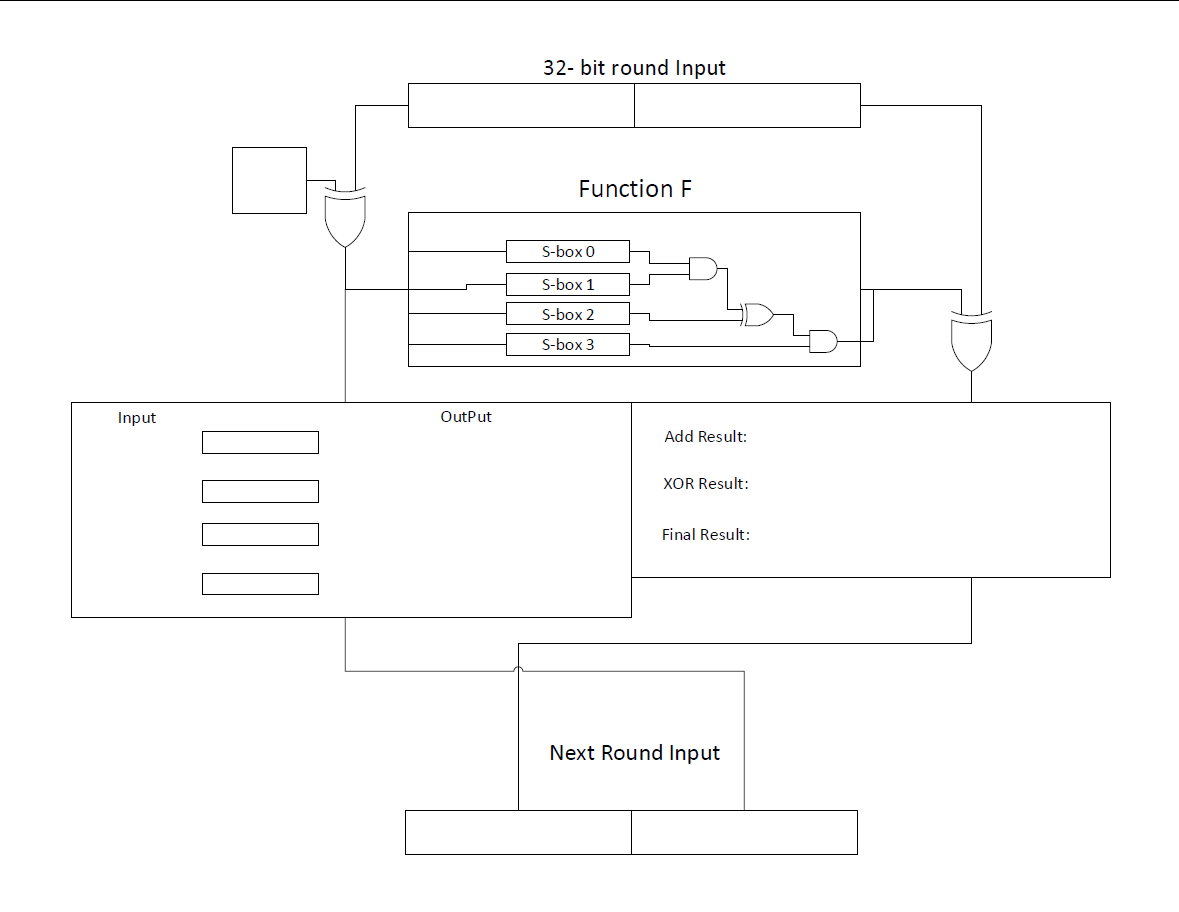 32- bit round Input
Function F
S-box 0
S-box 1
S-box 2
S-box 3
Input
OutPut
Add Result:
XOR Result:
Final Result:
Next Round Input